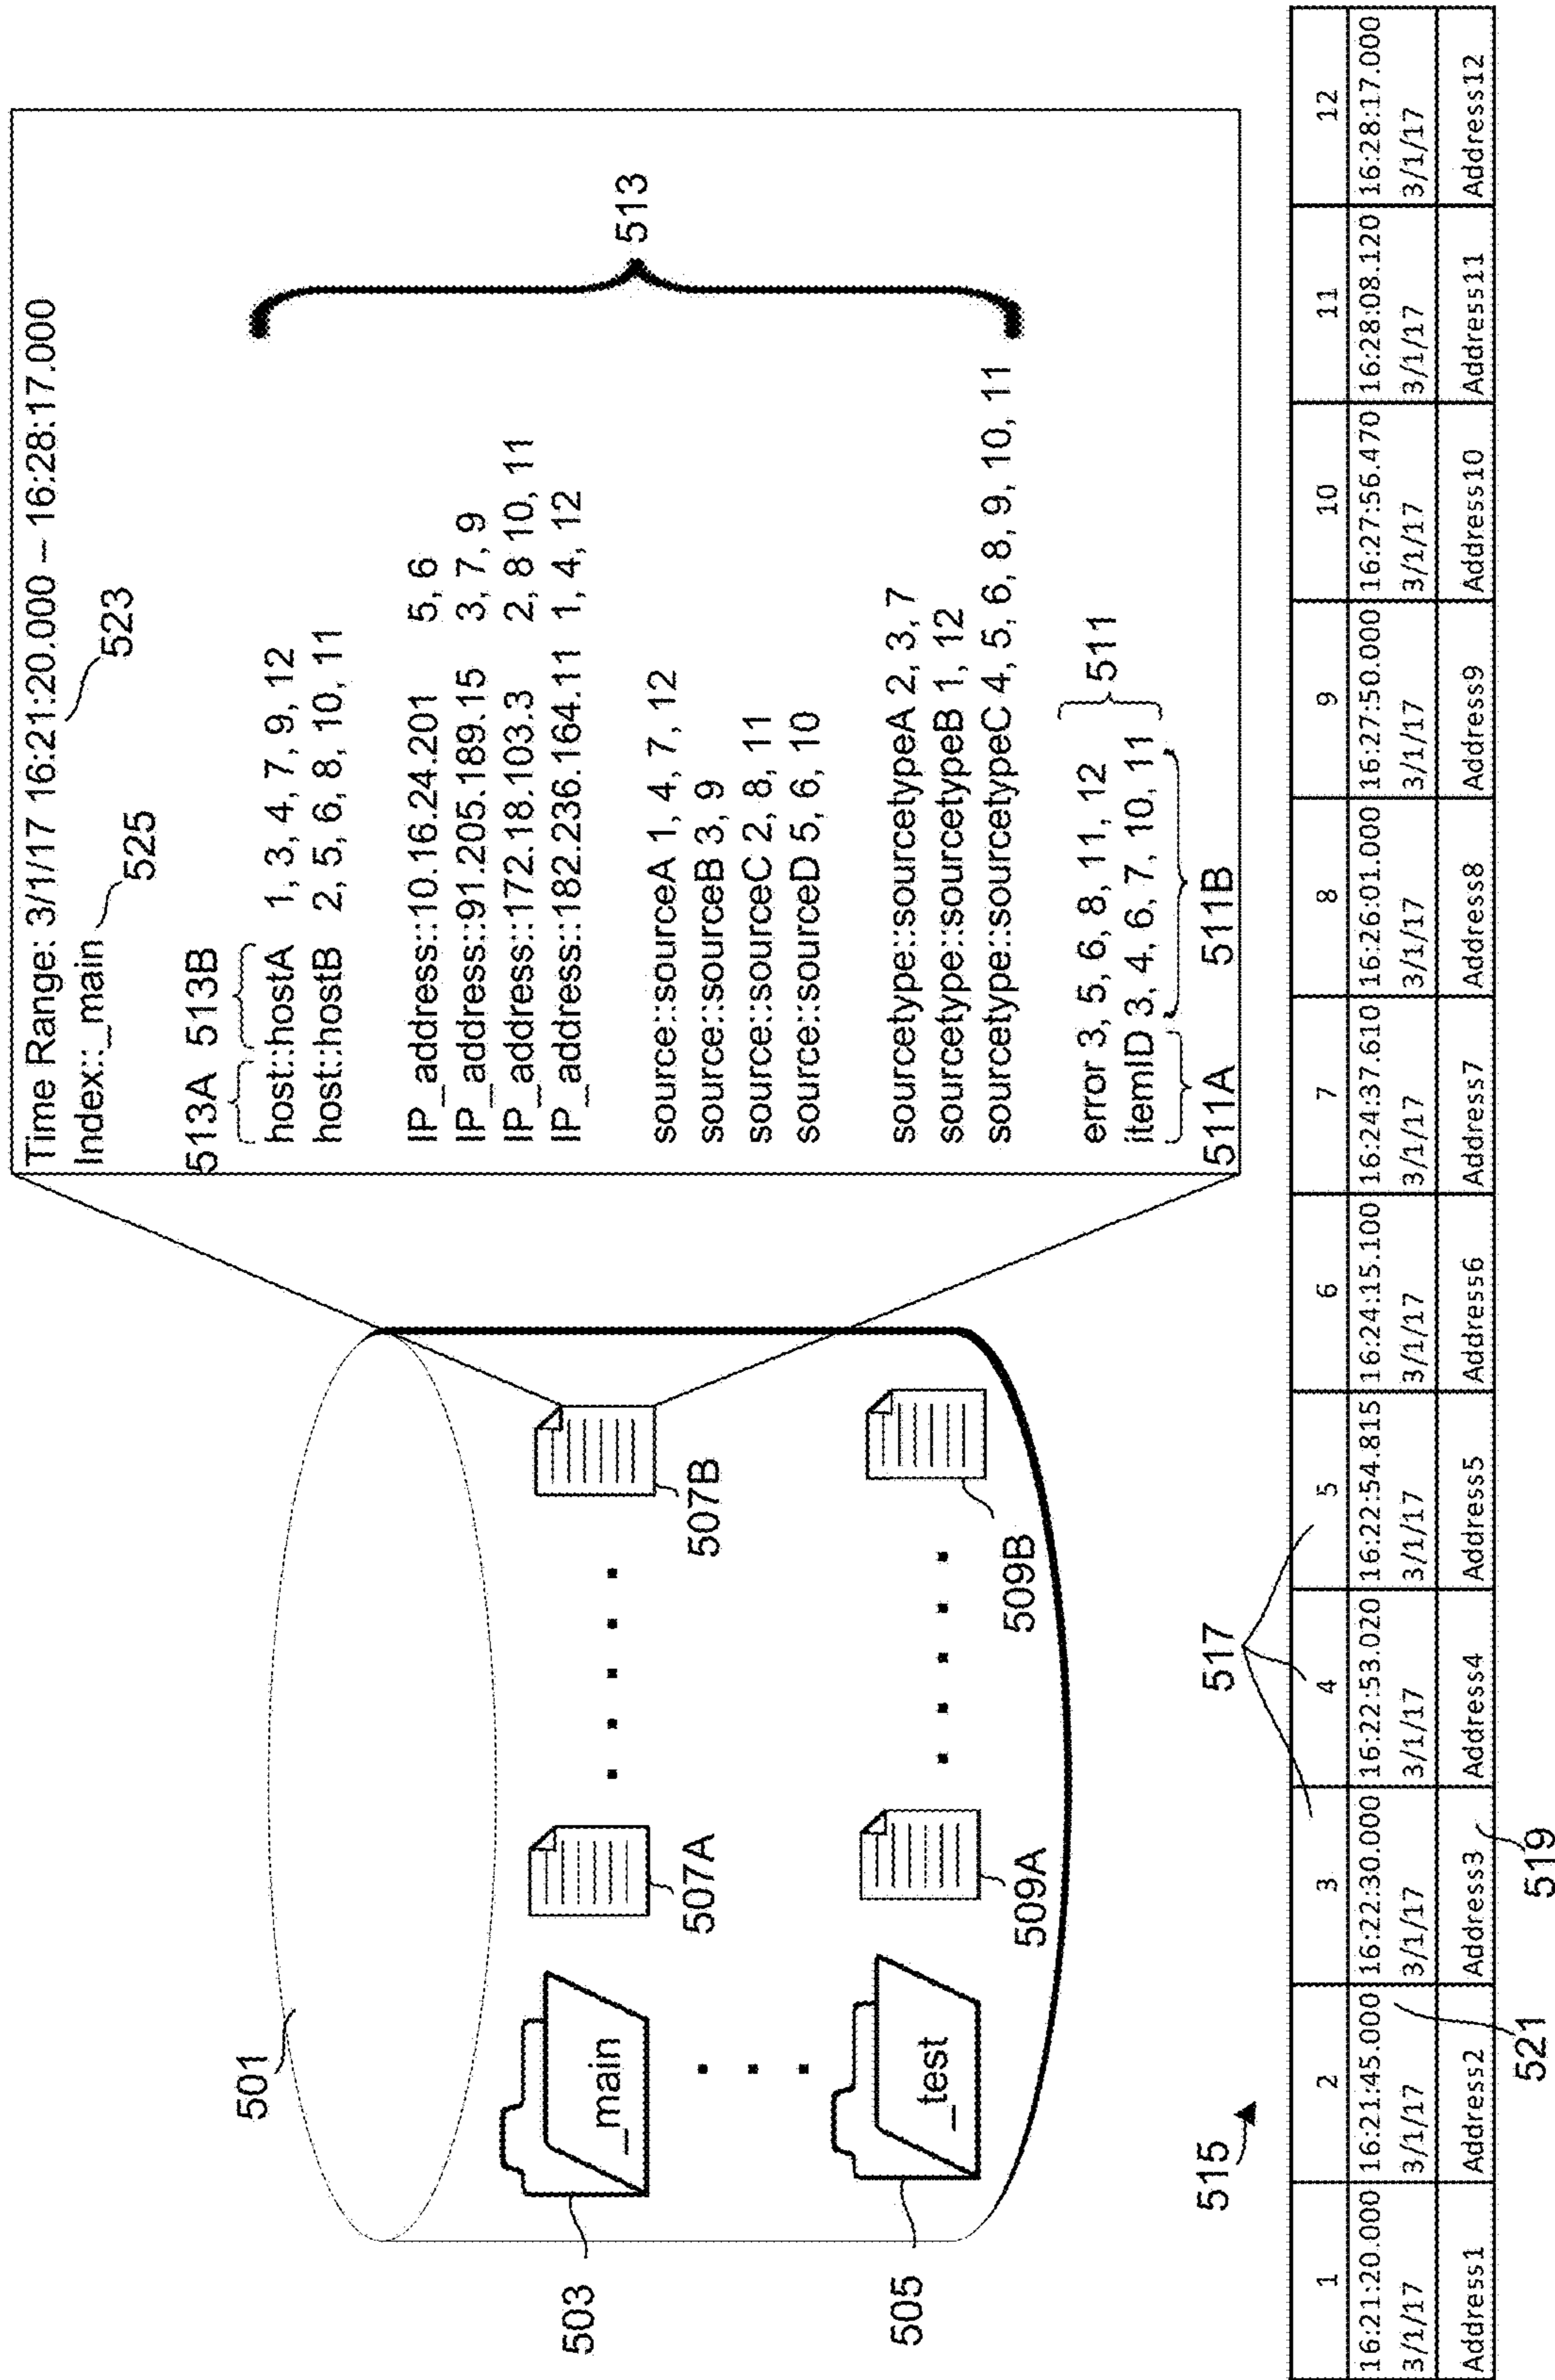 501
503
505
_main
_test
507A
507B
509A
509B
Time Range: 3/1/17 16:21:20.000 – 16:28:17.000
523
Index::_main
525
513A 513B
host::hostA 1, 3, 4, 7, 9, 12
host::hostB 2, 5, 6, 8, 10, 11
IP_address::10.16.24.201 5, 6
IP_address::91.205.189.15 3, 7, 9
IP_address::172.18.103.3 2, 8 10, 11
IP_address::182.236.164.11 1, 4, 12
513
source::sourceA 1, 4, 7, 12
source::sourceB 3, 9
source::sourceC 2, 8, 11
source::sourceD 5, 6, 10
sourcetype::sourcetypeA 2, 3, 7
sourcetype::sourcetypeB 1, 12
sourcetype::sourcetypeC 4, 5, 6, 8, 9, 10, 11
error 3, 5, 6, 8, 11, 12
itemID 3, 4, 6, 7, 10, 11
511
511A 511B
515
517
1 2 3 4 5 6 7 8 9 10 11 12
16:21:20.000 16:21:45.000 16:22:30.000 16:22:53.020 16:22:54.815 16:24:15.100 16:24:37.610 16:26:01.000 16:27:50.000 16:27:56.470 16:28:08.120 16:28:17.000
3/1/17 3/1/17 3/1/17 3/1/17 3/1/17 3/1/17 3/1/17 3/1/17 3/1/17 3/1/17 3/1/17 3/1/17
Address1 Address2 Address3 Address4 Address5 Address6 Address7 Address8 Address9 Address10 Address11 Address12
521
519